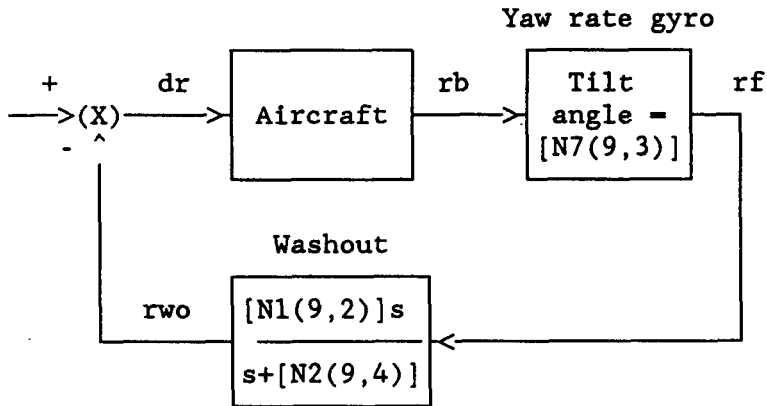 Yaw rate gyro
+ dr rb Tilt rf
(X) Aircraft angle =
- [N7(9,3)]
Washout
rwo [N1(9,2)]s
s+[N2(9,4)]